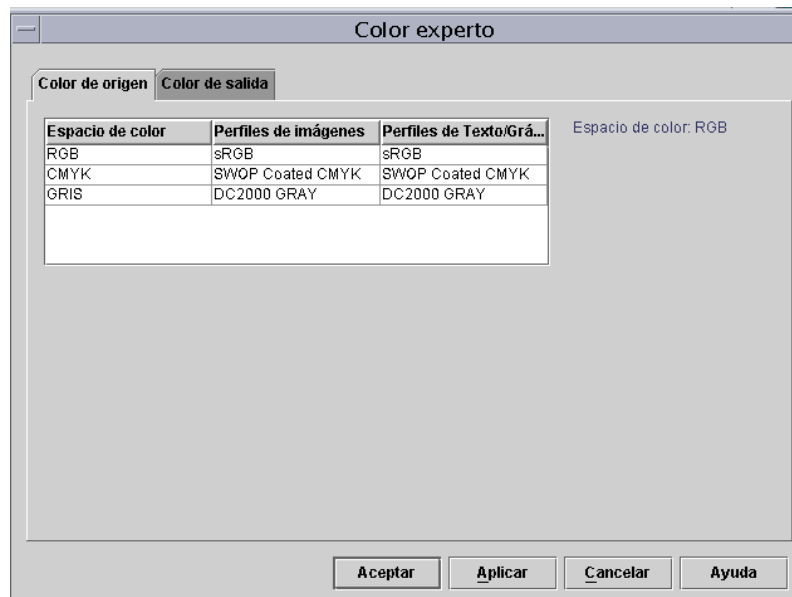 Color experto
Color de origen Color de salida
Espacio de color Perfiles de imágenes Perfiles de Texto/Grá...
RGB sRGB sRGB
CMYK SWOP Coated CMYK SWOP Coated CMYK
GRIS DC2000 GRAY DC2000 GRAY
Espacio de color: RGB
Aceptar Aplicar Cancelar Ayuda